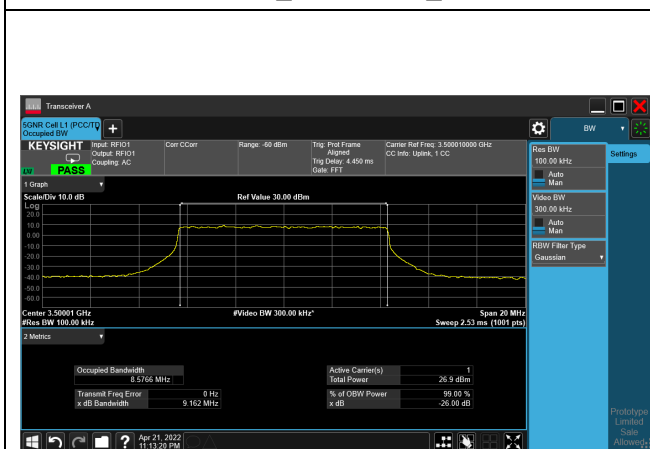 Transceiver A
5GNR Cell L1 (PCC/TD
Occupied BW
+
BW
KEYSIGHT
LV
PASS
Input: RFIO1
Output: RFIO1
Coupling: AC
Corr CCorr
Range: -60 dBm
Trig: Prof Frame
Aligned
Trig Delay: 4.450 ms
Gate: FFT
Carrier Ref Freq: 3.500010000 GHz
CC Info: Uplink, 1 CC
Res BW
100.00 kHz
Auto
Man
Video BW
300.00 kHz
Auto
Man
RBW Filter Type
Gaussian
Settings
1 Graph
Scale/Div 10.0 dB
Ref Value 30.00 dBm
Log
20.0
10.0
0.00
-10.0
-20.0
-30.0
-40.0
-50.0
-60.0
Center 3.50001 GHz
#Video BW 300.00 kHz*
Span 20 MHz
#Res BW 100.00 kHz
Sweep 2.53 ms (1001 pts)
2 Metrics
Occupied Bandwidth
8.5766 MHz
Transmit Freq Error 0 Hz
x dB Bandwidth 9.162 MHz
Active Carrier(s) 1
Total Power 26.9 dBm
% of OBW Power 99.00 %
x dB -26.00 dB
Prototype
Limited
Sale
Allowed
?
Apr 21, 2022
11:13:20 PM